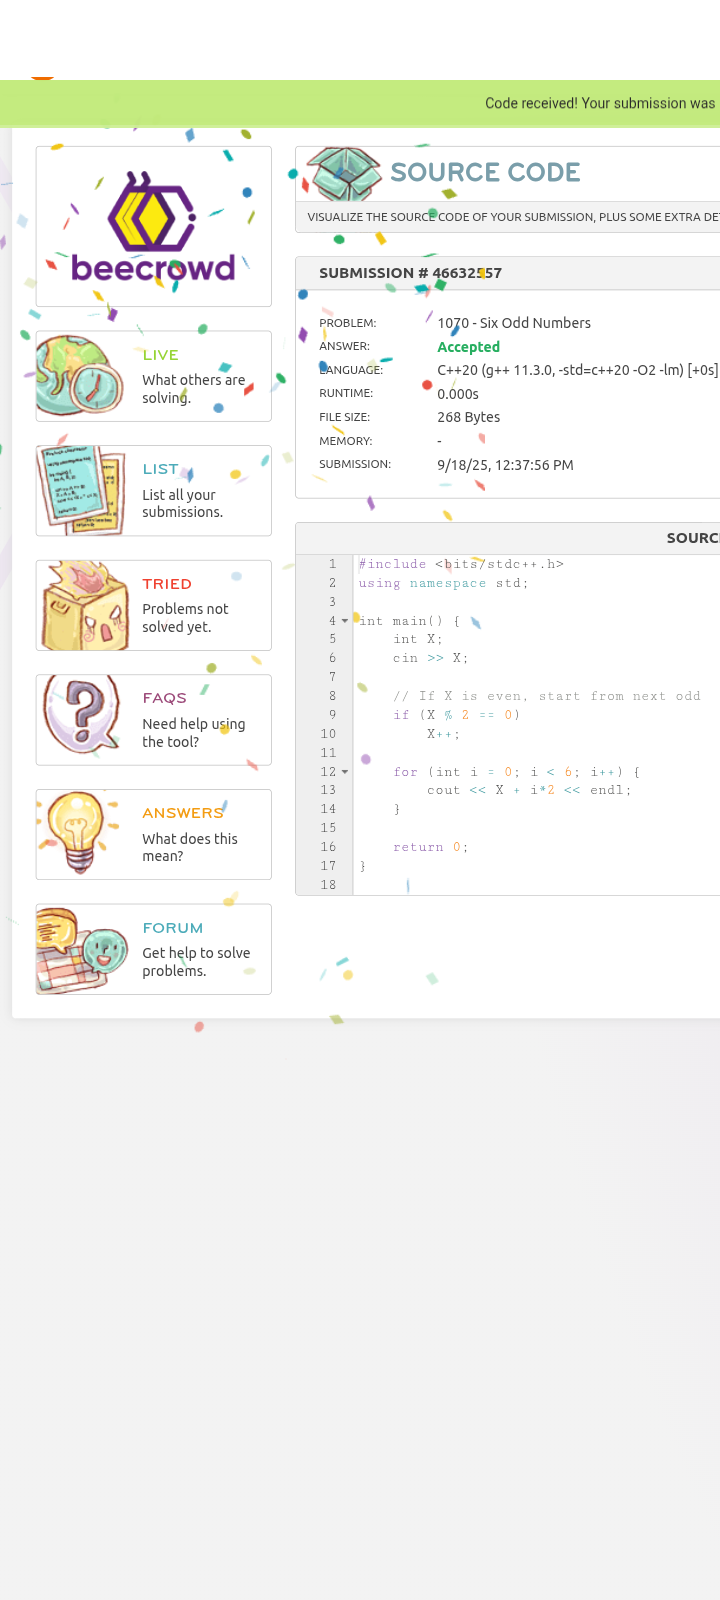 Code received! Your submission was
beecrowd
LIVE
What others are
solving.
LIST
List all your
submissions.
TRIED
Problems not
solved yet.
FAQS
Need help using
the tool?
ANSWERS
What does this
mean?
FORUM
Get help to solve
problems.
SOURCE CODE
VISUALIZE THE SOURCE CODE OF YOUR SUBMISSION, PLUS SOME EXTRA
SUBMISSION # 46632557
PROBLEM: 1070 - Six Odd Numbers
ANSWER: Accepted
LANGUAGE: C++20 (g++ 11.3.0, -std=c++20 -O2 -lm) [+0s]
RUNTIME: 0.000s
FILE SIZE: 268 Bytes
MEMORY: -
SUBMISSION: 9/18/25, 12:37:56 PM
1 #include <bits/stdc++.h>
2 using namespace std;
3
4 int main() {
5 int X;
6 cin >> X;
7
8 // If X is even, start from next odd
9 if (X % 2 == 0)
10 X++;
11
12 for (int i = 0; i < 6; i++) {
13 cout << X + i*2 << endl;
14 }
15
16 return 0;
17 }
18